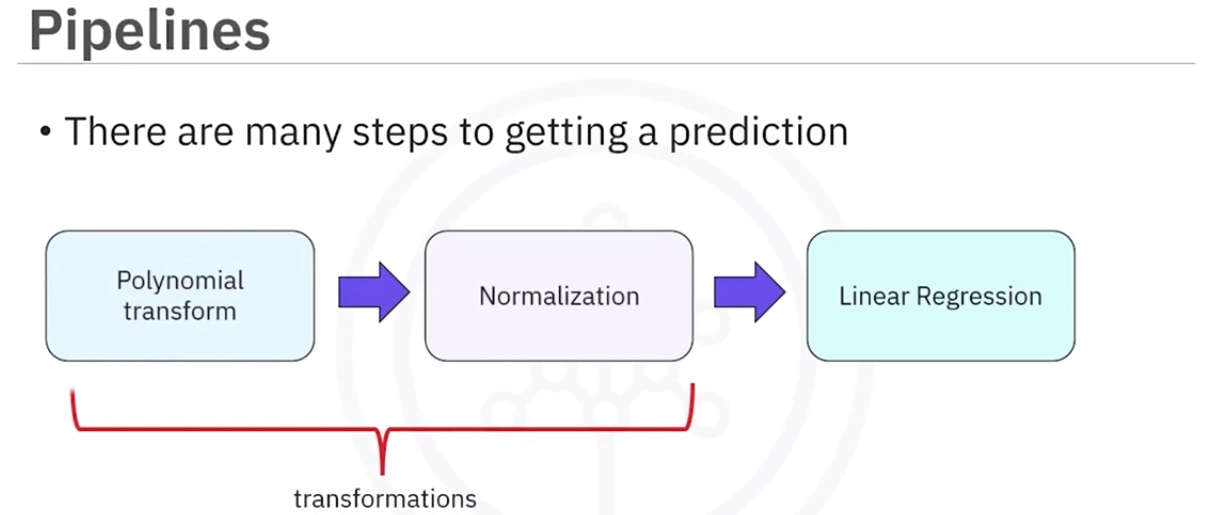 Pipelines
• There are many steps to getting a prediction
Polynomial
transform
Normalization
Linear Regression
transformations